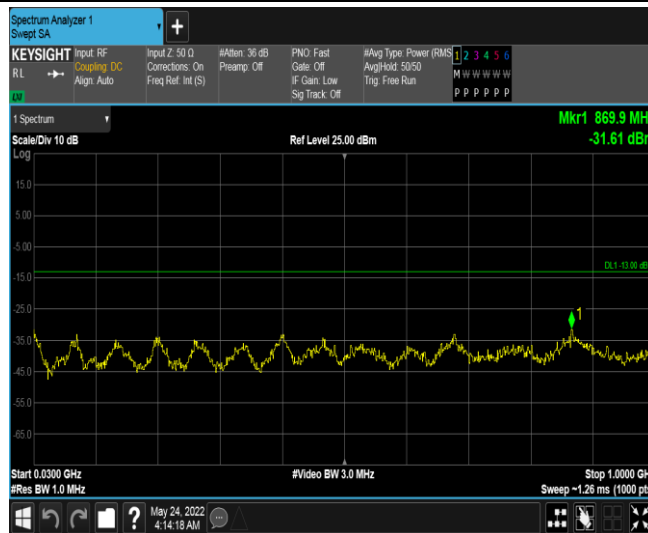 Spectrum Analyzer 1
Swept SA
+
KEYSIGHT
RL
LXI
Input: RF
Coupling: DC
Align: Auto
Input Z: 50 Ω
Corrections: On
Freq Ref: Int (S)
#Atten: 36 dB
Preamp: Off
PNO: Fast
Gate: Off
IF Gain: Low
Sig Track: Off
#Avg Type: Power (RMS
Avg|Hold: 50/50
Trig: Free Run
1 2 3 4 5 6
M W W W W W
P P P P P P
1 Spectrum
Scale/Div 10 dB
Log
Ref Level 25.00 dBm
Mkr1 869.9 MH
-31.61 dBr
15.0
5.00
-5.00
-15.0
-25.0
-35.0
-45.0
-55.0
-65.0
DL1 -13.00 dB
1
Start 0.0300 GHz
#Res BW 1.0 MHz
#Video BW 3.0 MHz
Stop 1.0000 GH
Sweep ~1.26 ms (1000 pt
?
May 24, 2022
4:14:18 AM